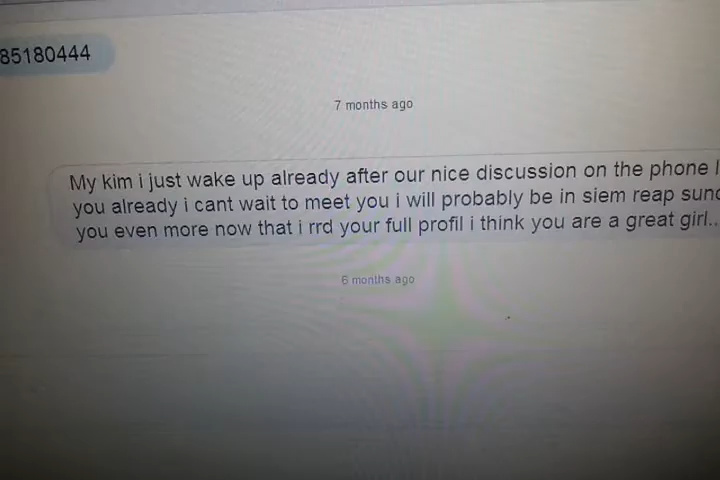 85180444
7 months ago
My kim i just wake up already after our nice discussion on the phone
you already i cant wait to meet you i will probably be in siem reap
you even more now that i rrd your full profil i think you are a great girl..
6 months ago